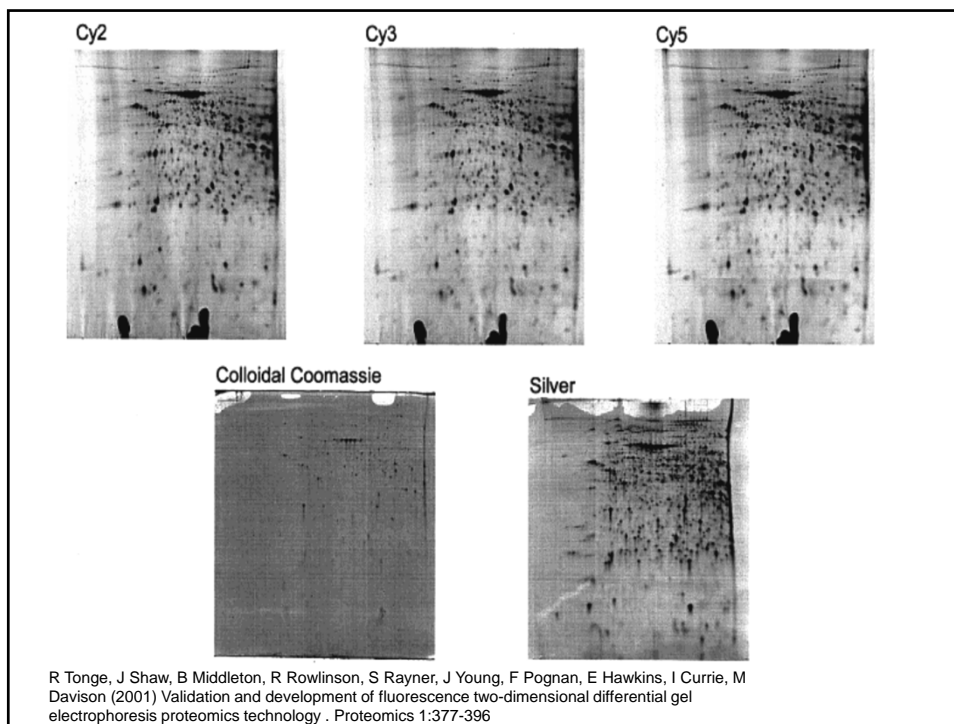 Cy2
Cy3
Cy5
Colloidal Coomassie
Silver
R Tonge, J Shaw, B Middleton, R Rowlinson, S Rayner, J Young, F Pognan, E Hawkins, I Currie, M
Davison (2001) Validation and development of fluorescence two-dimensional differential gel
electrophoresis proteomics technology . Proteomics 1:377-396